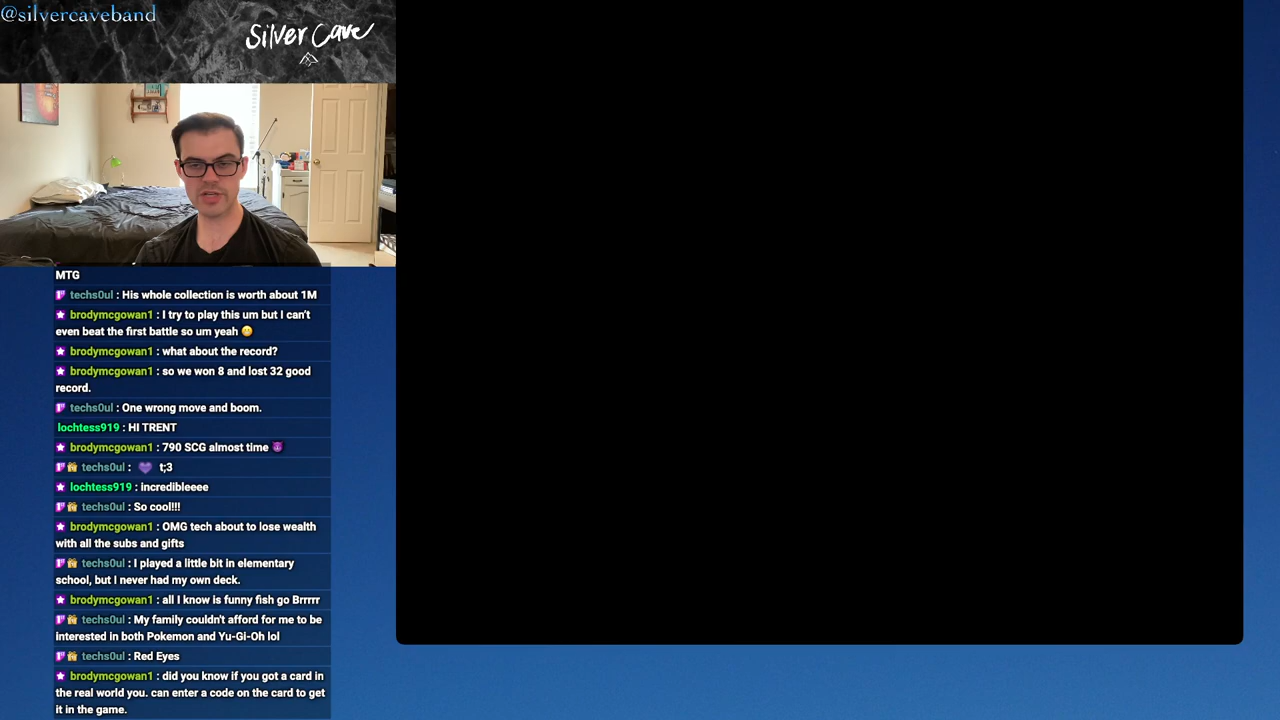 @silvercaveband
Silver Cave
MTG
techs0ul : His whole collection is worth about 1M
brodymcgowan1 : I try to play this um but I can't
even beat the first battle so um yeah 😬
brodymcgowan1 : what about the record?
brodymcgowan1 : so we won 8 and lost 32 good
record.
techs0ul : One wrong move and boom.
lochtess919 : HI TRENT
brodymcgowan1 : 790 SCG almost time 😈
techs0ul : 💜 t;3
lochtess919 : incredibleeee
techs0ul : So cool!!!
brodymcgowan1 : OMG tech about to lose wealth
with all the subs and gifts
techs0ul : I played a little bit in elementary
school, but I never had my own deck.
brodymcgowan1 : all I know is funny fish go Brrrrr
techs0ul : My family couldn't afford for me to be
interested in both Pokemon and Yu-Gi-Oh lol
techs0ul : Red Eyes
brodymcgowan1 : did you know if you got a card in
the real world you. can enter a code on the card to get
it in the game.